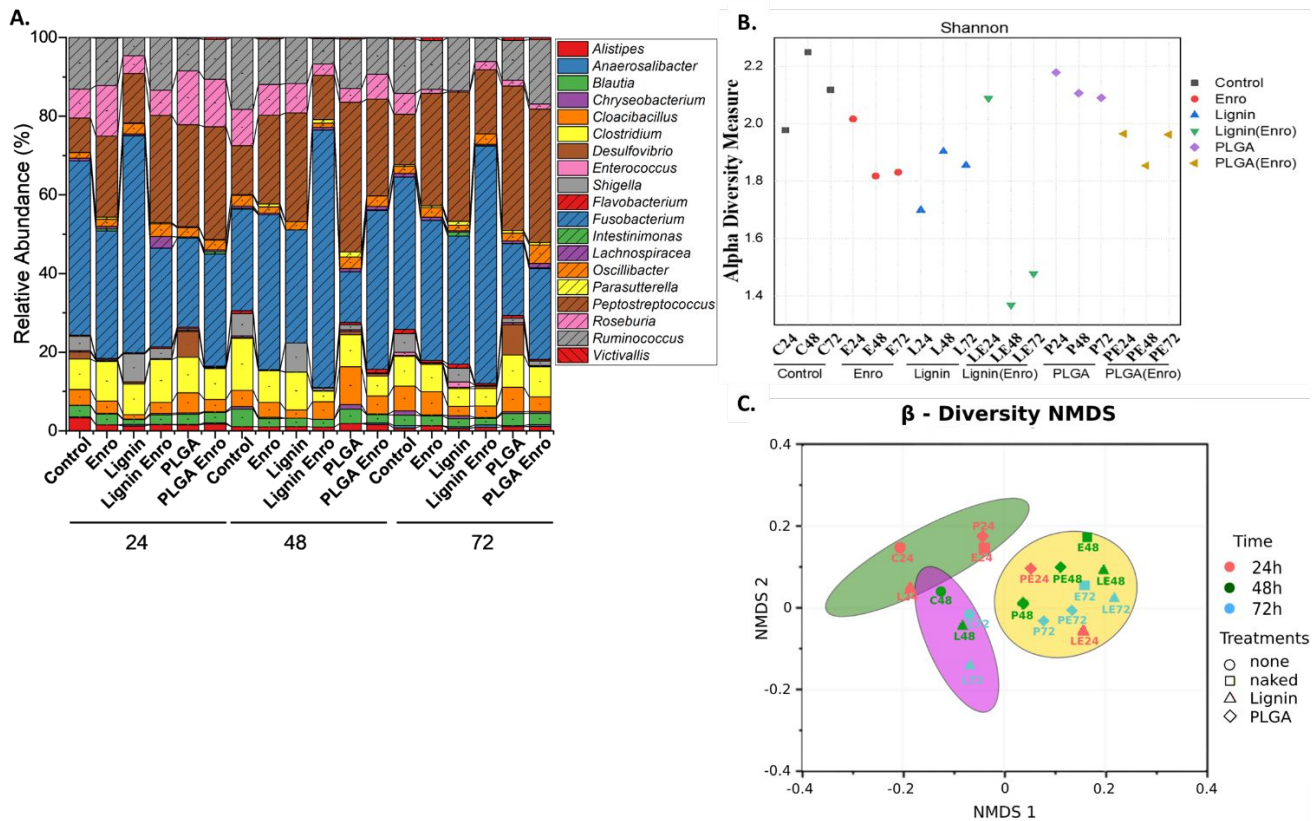 A.
100
80
60
40
20
0
Relative Abundance (%)
Control
Enro
Lignin
Lignin Enro
PLGA
PLGA Enro
Control
Enro
Lignin
Lignin Enro
PLGA
PLGA Enro
Control
Enro
Lignin
Lignin Enro
PLGA
PLGA Enro
24
48
72
Alistipes
Anaerosalibacter
Blautia
Chryseobacterium
Cloacibacillus
Clostridium
Desulfovibrio
Enterococcus
Shigella
Flavobacterium
Fusobacterium
Intestinimonas
Lachnospiracea
Oscillibacter
Parasutterella
Peptostreptococcus
Roseburia
Ruminococcus
Victivallis
B.
Shannon
Alpha Diversity Measure
2.2
2.0
1.8
1.6
1.4
C24
C48
C72
E24
E48
E72
L24
L48
L72
LE24
LE48
LE72
P24
P48
P72
PE24
PE48
PE72
Control
Enro
Lignin
Lignin(Enro)
PLGA
PLGA(Enro)
Control
Enro
Lignin
Lignin(Enro)
PLGA
PLGA(Enro)
C.
β - Diversity NMDS
NMDS 2
0.4
0.2
0
-0.2
-0.4
-0.4
-0.2
0
0.2
0.4
NMDS 1
P24
C24
E24
L24
C48
L48
E48
PE24
PE48
LE48
E72
LE72
P48
P72
PE72
LE24
Time
24h
48h
72h
Treatments
none
naked
Lignin
PLGA